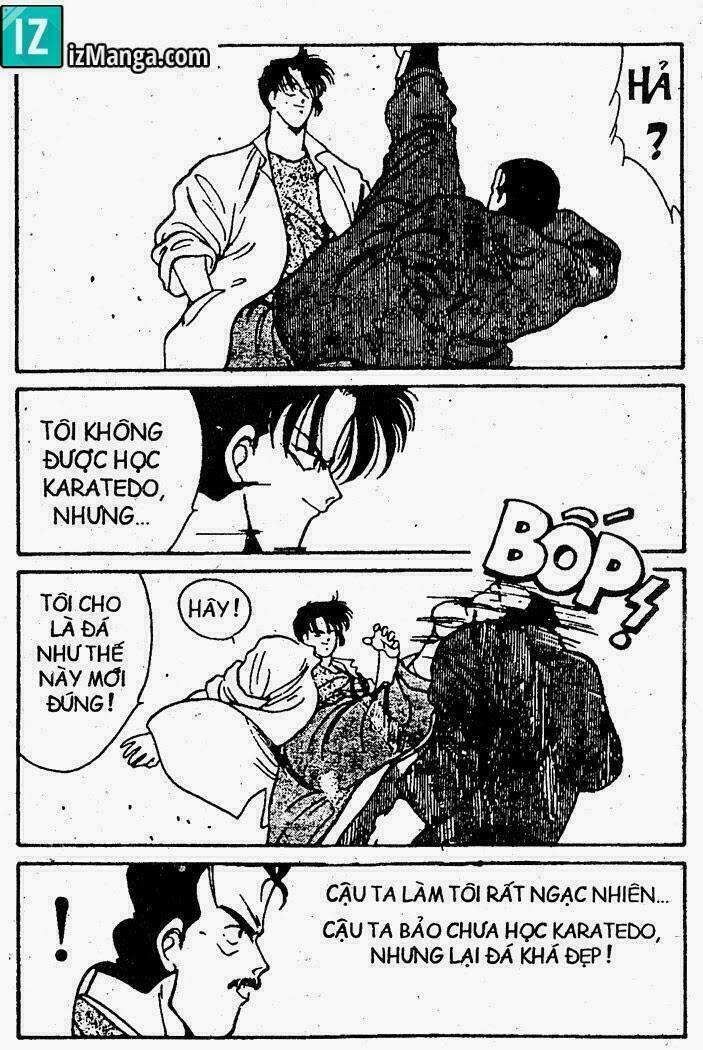 IZ
izManga.com
HẢ
?
TÔI KHÔNG
ĐƯỢC HỌC
KARATEDO,
NHƯNG...
BỐP!
TÔI CHO
LÀ ĐÁ
NHƯ THẾ
NÀY MỚI
ĐÚNG!
HÂY!
!
CẬU TA LÀM TÔI RẤT NGẠC NHIÊN...
CẬU TA BẢO CHƯA HỌC KARATEDO,
NHƯNG LẠI ĐÁ KHÁ ĐẸP!